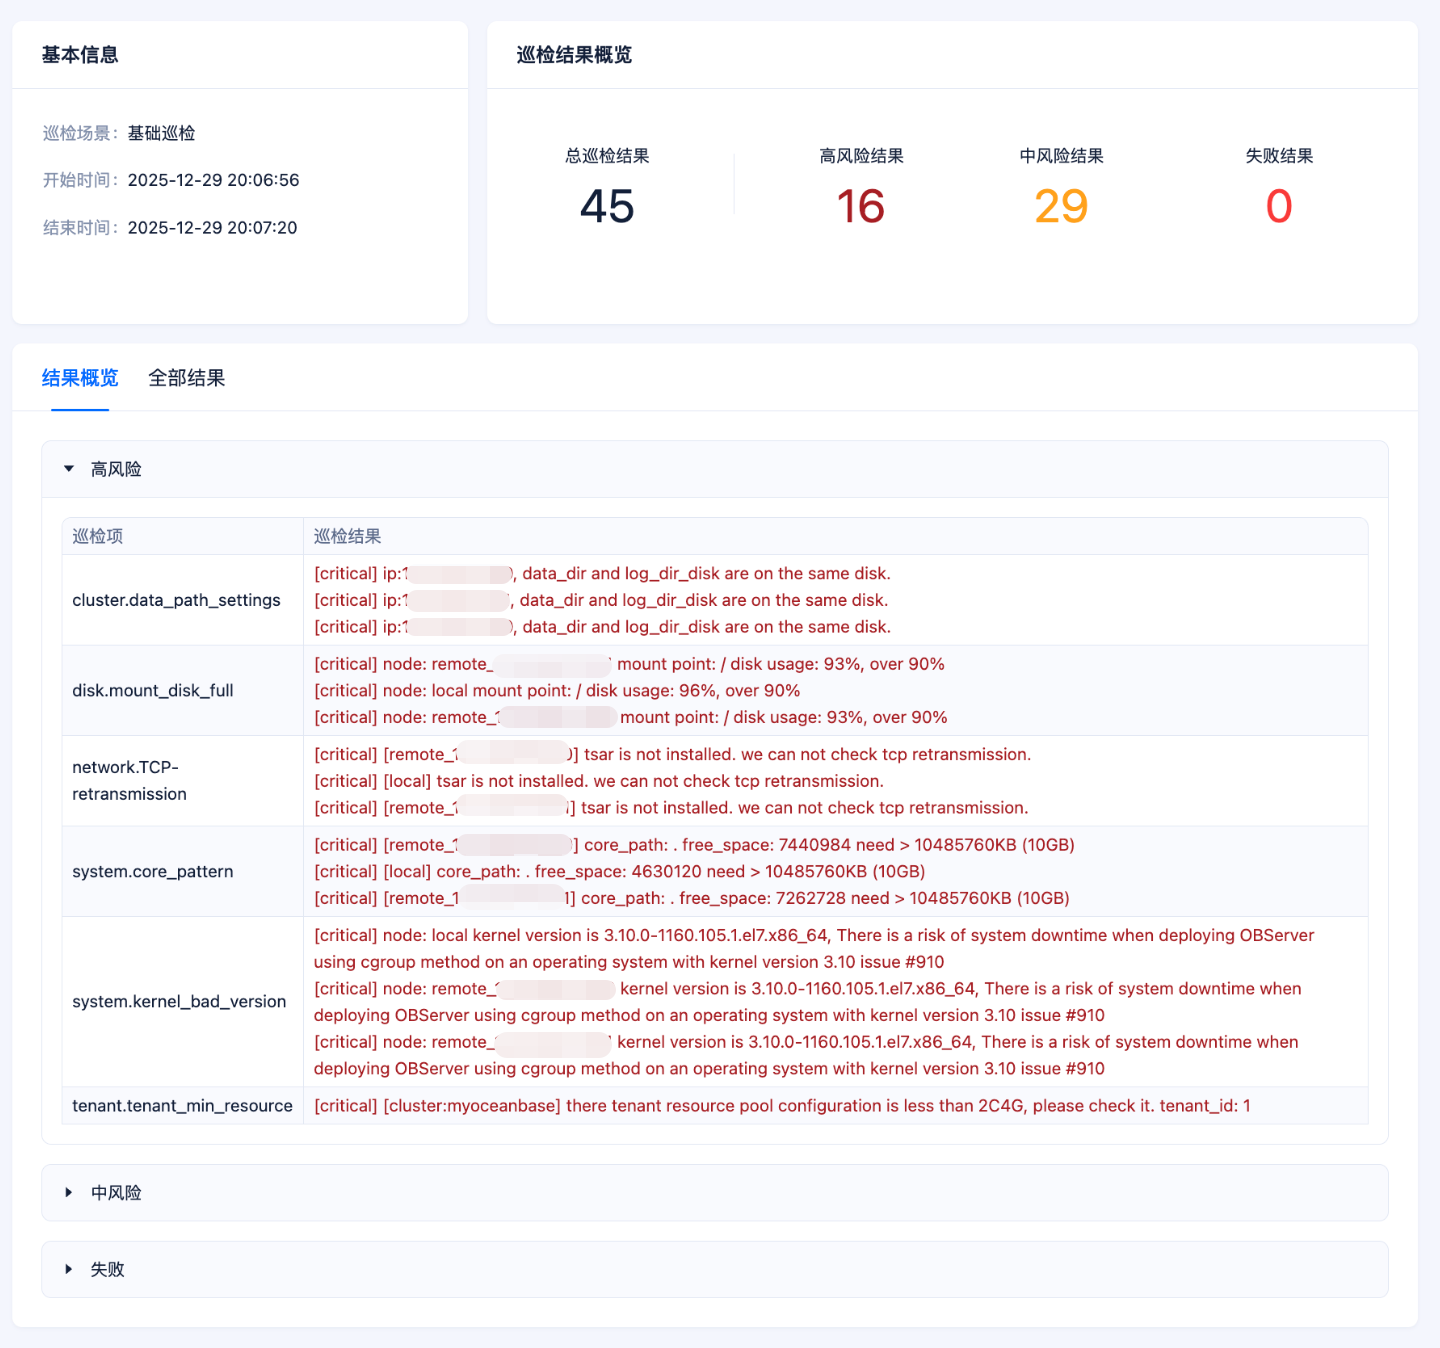 基本信息
巡检场景：基础巡检
开始时间：2025-12-29 20:06:56
结束时间：2025-12-29 20:07:20
巡检结果概览
总巡检结果
45
高风险结果
16
中风险结果
29
失败结果
0
结果概览 全部结果
高风险
巡检项 巡检结果
cluster.data_path_settings
[critical] ip:1 , data_dir and log_dir_disk are on the same disk.
[critical] ip:1 , data_dir and log_dir_disk are on the same disk.
[critical] ip:1 , data_dir and log_dir_disk are on the same disk.
disk.mount_disk_full
[critical] node: remote_ mount point: / disk usage: 93%, over 90%
[critical] node: local mount point: / disk usage: 96%, over 90%
[critical] node: remote_1 mount point: / disk usage: 93%, over 90%
network.TCP-
retransmission
[critical] [remote_1 ] tsar is not installed. we can not check tcp retransmission.
[critical] [local] tsar is not installed. we can not check tcp retransmission.
[critical] [remote_1 ] tsar is not installed. we can not check tcp retransmission.
system.core_pattern
[critical] [remote_1 ] core_path: . free_space: 7440984 need > 10485760KB (10GB)
[critical] [local] core_path: . free_space: 4630120 need > 10485760KB (10GB)
[critical] [remote_1 1] core_path: . free_space: 7262728 need > 10485760KB (10GB)
system.kernel_bad_version
[critical] node: local kernel version is 3.10.0-1160.105.1.el7.x86_64, There is a risk of system downtime when deploying OBServer
using cgroup method on an operating system with kernel version 3.10 issue #910
[critical] node: remote_ kernel version is 3.10.0-1160.105.1.el7.x86_64, There is a risk of system downtime when
deploying OBServer using cgroup method on an operating system with kernel version 3.10 issue #910
[critical] node: remote_ kernel version is 3.10.0-1160.105.1.el7.x86_64, There is a risk of system downtime when
deploying OBServer using cgroup method on an operating system with kernel version 3.10 issue #910
tenant.tenant_min_resource
[critical] [cluster:myoceanbase] there tenant resource pool configuration is less than 2C4G, please check it. tenant_id: 1
中风险
失败